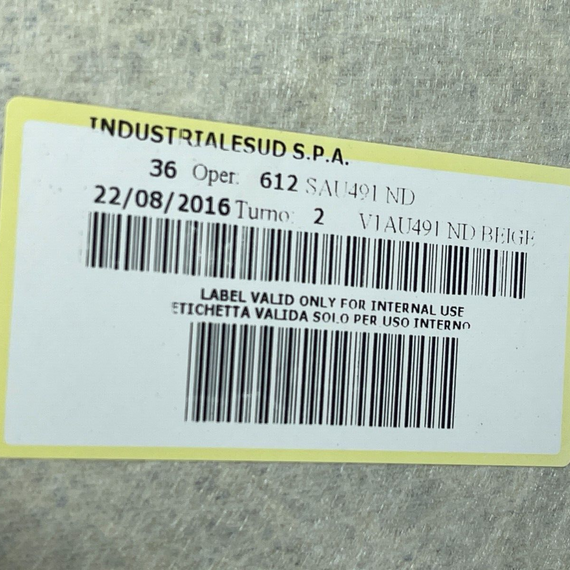 INDUSTRIALESUD S.P.A.
36 Oper: 612 SAU491 ND
22/08/2016 Turno: 2 V1AU491 ND BEIGE
LABEL VALID ONLY FOR INTERNAL USE
ETICHETTA VALIDA SOLO PER USO INTERNO